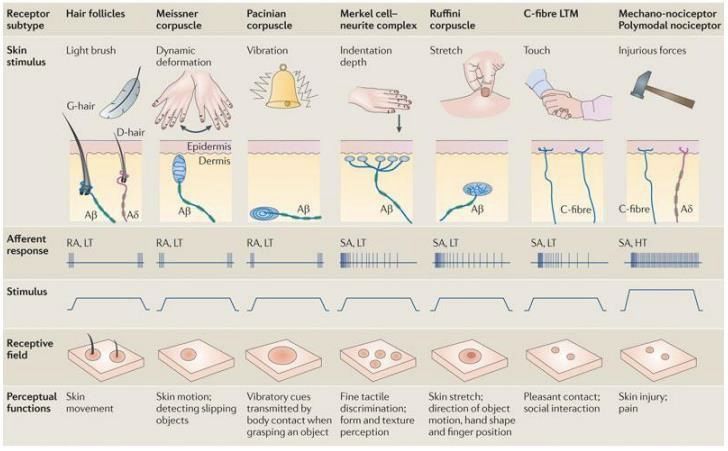 Receptor subtype
Hair follicles
Meissner corpuscle
Pacinian corpuscle
Merkel cell–neurite complex
Ruffini corpuscle
C-fibre LTM
Mechano-nociceptor
Polymodal nociceptor
Skin stimulus
Light brush
Dynamic deformation
Vibration
Indentation depth
Stretch
Touch
Injurious forces
G-hair
D-hair
Epidermis
Dermis
Aβ
Aδ
Aβ
Aβ
Aβ
Aβ
C-fibre
C-fibre
Aδ
Afferent response
RA, LT
RA, LT
RA, LT
SA, LT
SA, LT
SA, LT
SA, HT
Stimulus
Receptive field
Perceptual functions
Skin movement
Skin motion; detecting slipping objects
Vibratory cues transmitted by body contact when grasping an object
Fine tactile discrimination; form and texture perception
Skin stretch; direction of object motion, hand shape and finger position
Pleasant contact; social interaction
Skin injury; pain